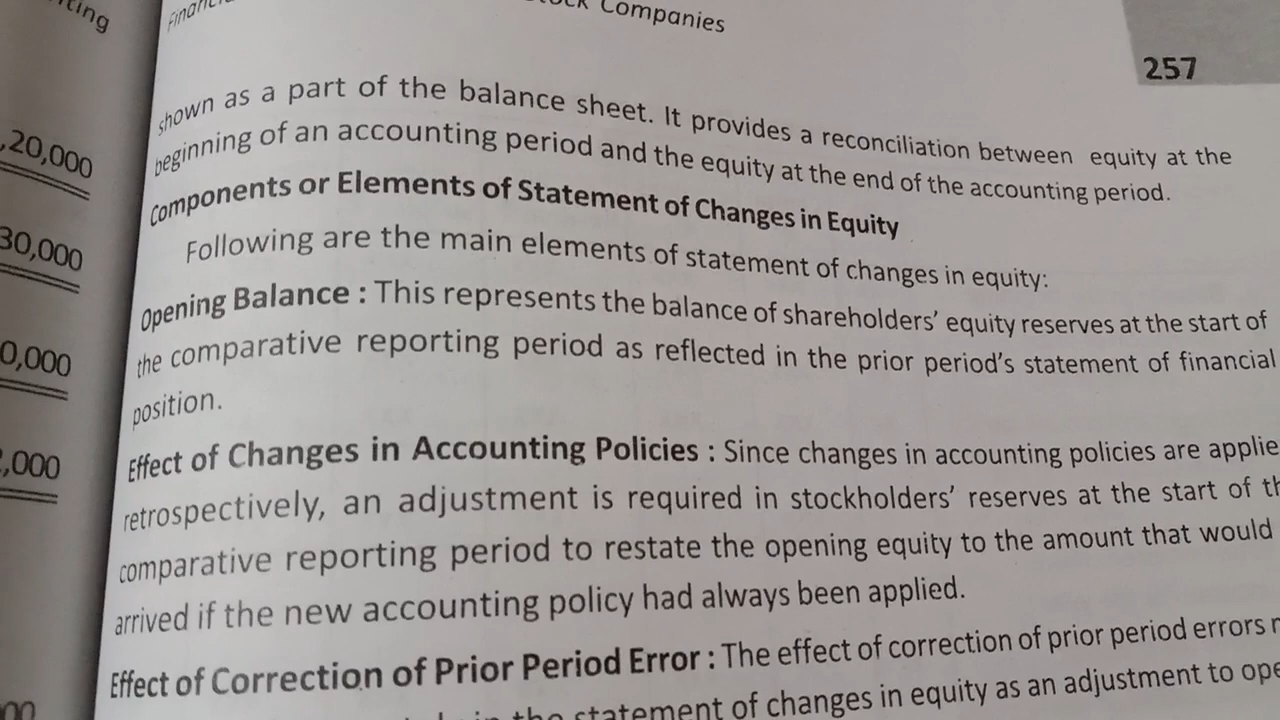 Companies
257
,20,000
30,000
0,000
,000
00
shown as a part of the balance sheet. It provides a reconciliation between equity at the
beginning of an accounting period and the equity at the end of the accounting period.
Components or Elements of Statement of Changes in Equity
Following are the main elements of statement of changes in equity:
Opening Balance : This represents the balance of shareholders' equity reserves at the start of
the comparative reporting period as reflected in the prior period's statement of financial
position.
Effect of Changes in Accounting Policies : Since changes in accounting policies are applie
retrospectively, an adjustment is required in stockholders' reserves at the start of th
comparative reporting period to restate the opening equity to the amount that would
arrived if the new accounting policy had always been applied.
Effect of Correction of Prior Period Error : The effect of correction of prior period errors
in the statement of changes in equity as an adjustment to ope